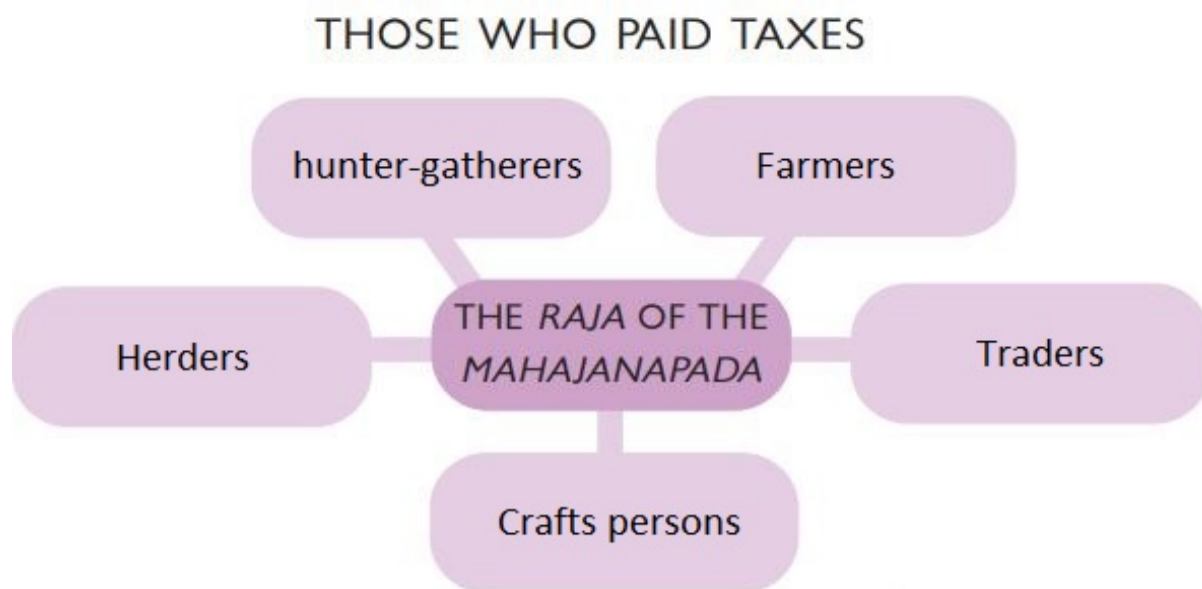 THOSE WHO PAID TAXES
hunter-gatherers
Farmers
THE RAJA OF THE
MAHAJANAPADA
Herders
Traders
Crafts persons